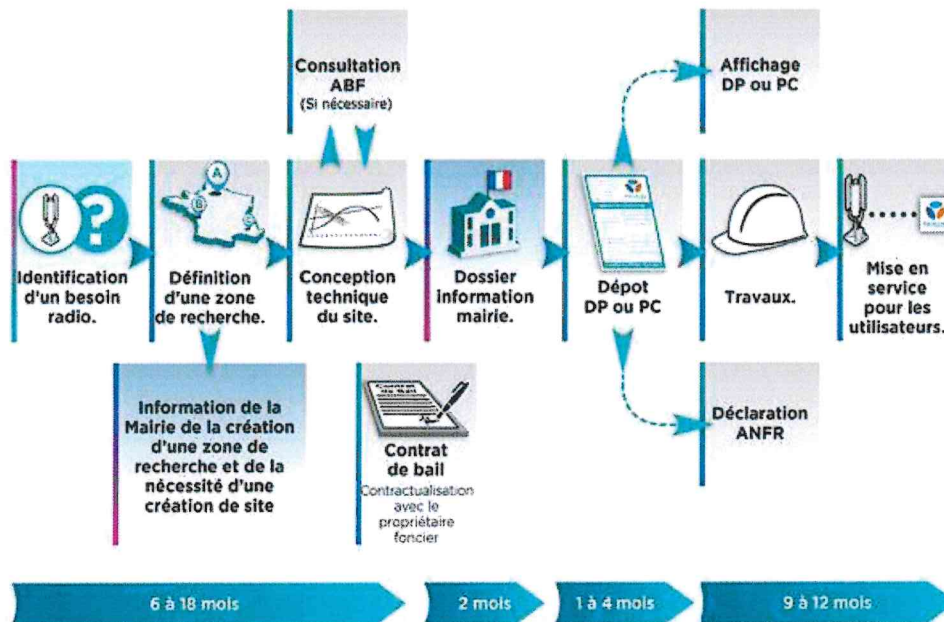 Consultation
ABF
(Si nécessaire)
Affichage
DP ou PC
A
B
Identification
d'un besoin
radio.
Définition
d'une zone
de recherche.
Conception
technique
du site.
Dossier
information
mairie.
Dépot
DP ou PC
Travaux.
Mise en
service
pour les
utilisateurs.
Information de la
Mairie de la création
d'une zone de
recherche et de la
nécessité d'une
création de site
Contrat
de Bail
Contrat
de bail
Contractualisation
avec le
propriétaire
foncier
Déclaration
ANFR
6 à 18 mois
2 mois
1 à 4 mois
9 à 12 mois